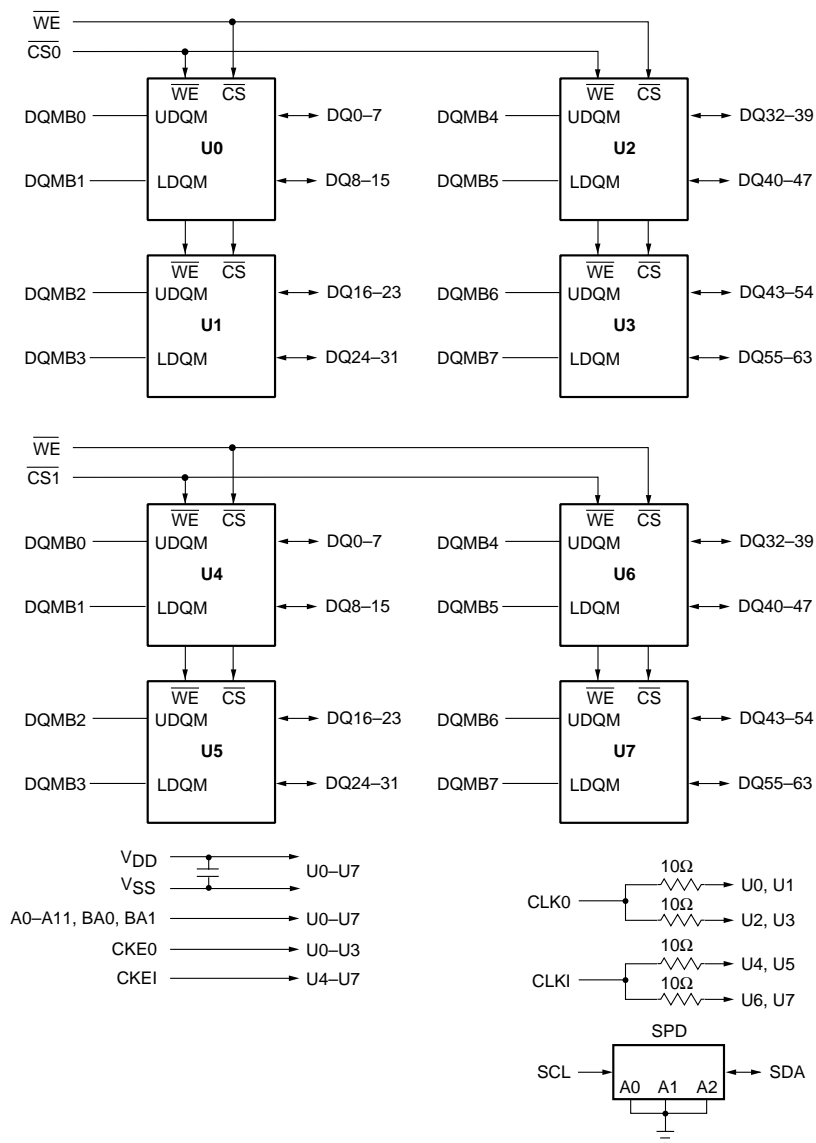 WE
CS0
WE CS
DQMB0 UDQM DQ0–7
U0
DQMB1 LDQM DQ8–15
WE CS
DQMB4 UDQM DQ32–39
U2
DQMB5 LDQM DQ40–47
WE CS
DQMB2 UDQM DQ16–23
U1
DQMB3 LDQM DQ24–31
WE CS
DQMB6 UDQM DQ43–54
U3
DQMB7 LDQM DQ55–63
WE
CS1
WE CS
DQMB0 UDQM DQ0–7
U4
DQMB1 LDQM DQ8–15
WE CS
DQMB4 UDQM DQ32–39
U6
DQMB5 LDQM DQ40–47
WE CS
DQMB2 UDQM DQ16–23
U5
DQMB3 LDQM DQ24–31
WE CS
DQMB6 UDQM DQ43–54
U7
DQMB7 LDQM DQ55–63
VDD
U0–U7
VSS
A0–A11, BA0, BA1 U0–U7
CKE0 U0–U3
CKEI U4–U7
10Ω
U0, U1
CLK0
10Ω
U2, U3
10Ω
U4, U5
CLKI
10Ω
U6, U7
SPD
SCL SDA
A0 A1 A2